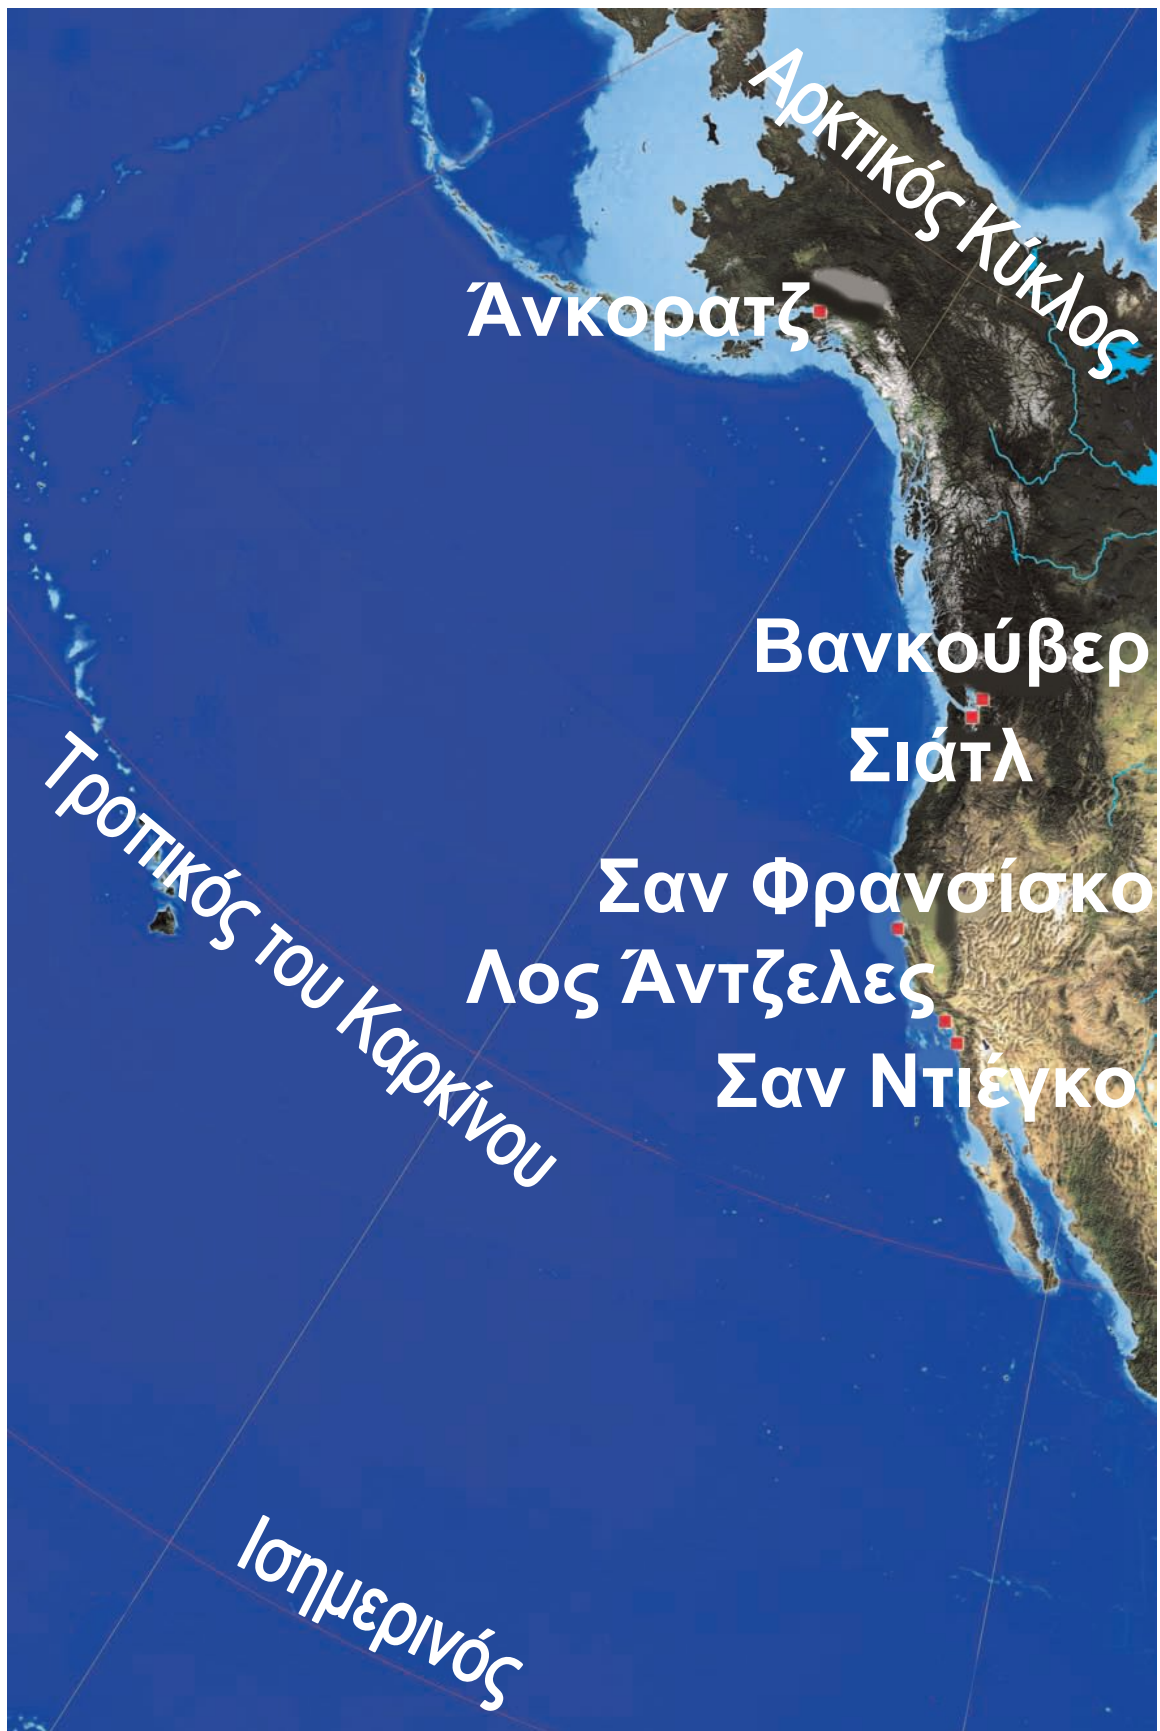 Αρκτικός Κύκλος
Άνκορατζ
Βανκούβερ
Σιάτλ
Τροπικός του Καρκίνου
Σαν Φρανσίσκο
Λος Άντζελες
Σαν Ντιέγκο
Ισημερινός